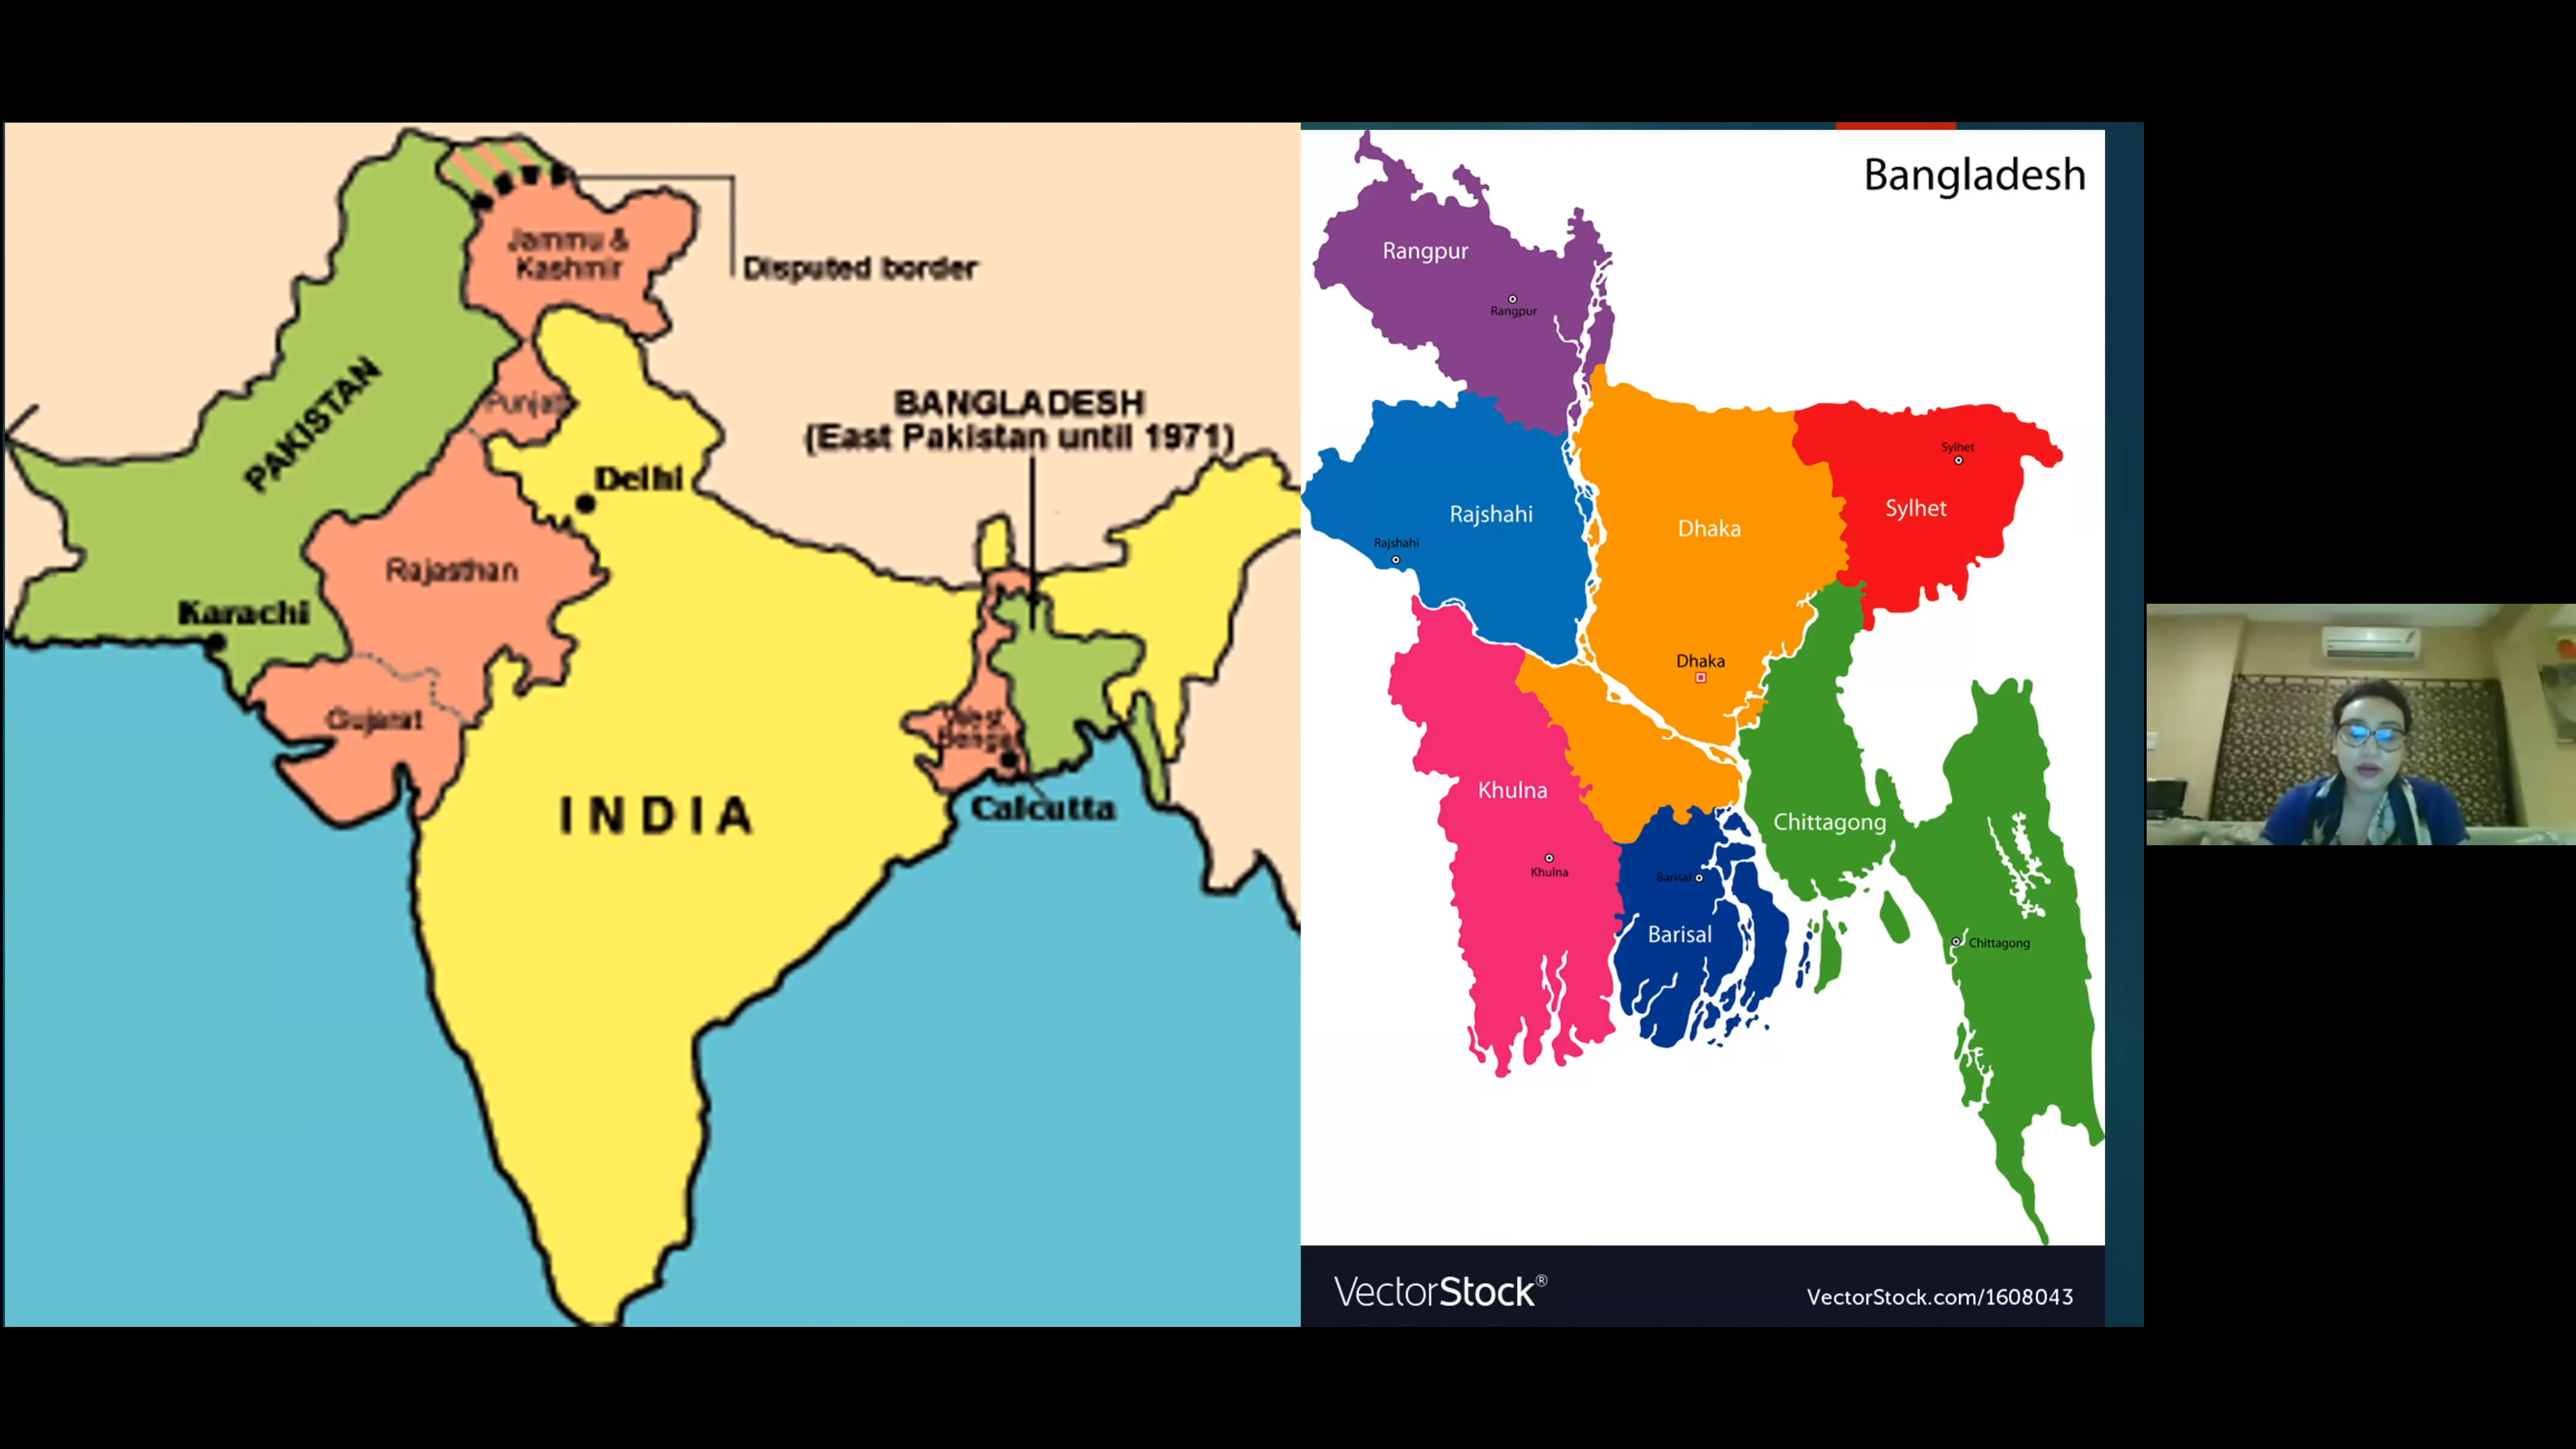 Jammu &
Kashmir
Disputed border
Punjab
PAKISTAN
BANGLADESH
(East Pakistan until 1971)
Delhi
Rajasthan
Karachi
Gujarat
West
Bengal
Calcutta
INDIA
Bangladesh
Rangpur
Rangpur
Sylhet
Sylhet
Rajshahi
Rajshahi
Dhaka
Dhaka
Khulna
Khulna
Chittagong
Barisal
Barisal
Chittagong
VectorStock®
VectorStock.com/1608043